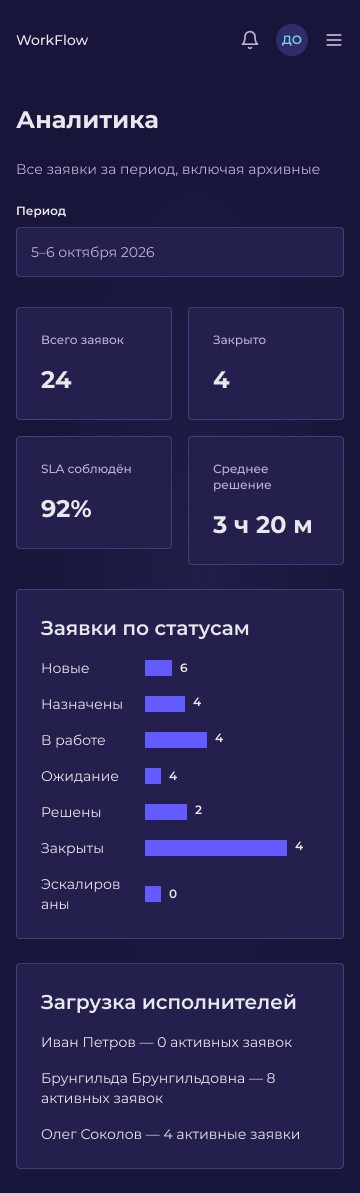 WorkFlow
ДО
Аналитика
Все заявки за период, включая архивные
Период
5–6 октября 2026
Всего заявок
24
Закрыто
4
SLA соблюдён
92%
Среднее
решение
3 ч 20 м
Заявки по статусам
Новые 6
Назначены 4
В работе 4
Ожидание 4
Решены 2
Закрыты 4
Эскалиров
аны 0
Загрузка исполнителей
Иван Петров — 0 активных заявок
Брунгильда Брунгильдовна — 8
активных заявок
Олег Соколов — 4 активные заявки